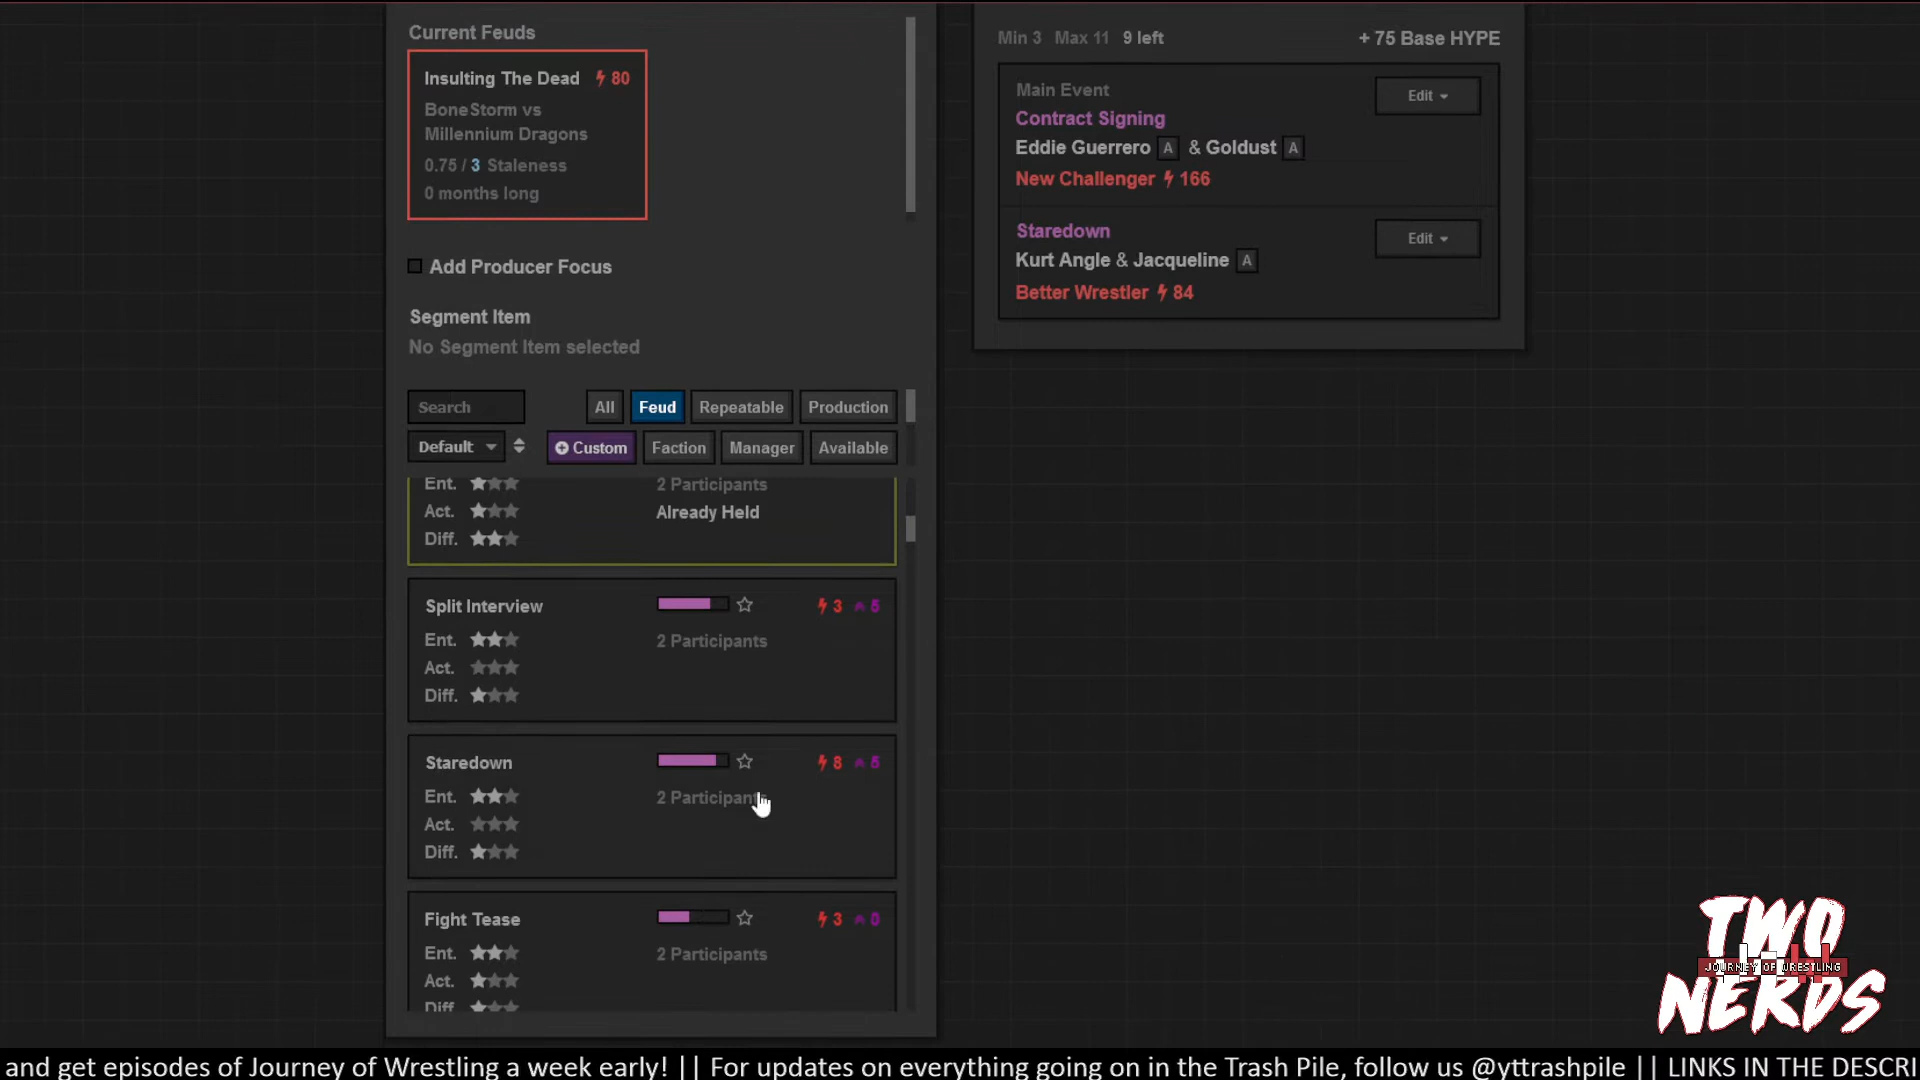 Current Feuds
Insulting The Dead 80
BoneStorm vs
Millennium Dragons
0.75 / 3 Staleness
0 months long
Add Producer Focus
Segment Item
No Segment Item selected
Search All Feud Repeatable Production
Default Custom Faction Manager Available
Ent. 2 Participants
Act. Already Held
Diff.
Split Interview 3 5
Ent. 2 Participants
Act.
Diff.
Staredown 8 5
Ent. 2 Participants
Act.
Diff.
Fight Tease 3 0
Ent. 2 Participants
Act.
Diff
Min 3 Max 11 9 left + 75 Base HYPE
Main Event Edit
Contract Signing
Eddie Guerrero A & Goldust A
New Challenger 166
Staredown Edit
Kurt Angle & Jacqueline A
Better Wrestler 84
TWO
JOURNEY OF WRESTLING
NERDS
and get episodes of Journey of Wrestling a week early! || For updates on everything going on in the Trash Pile, follow us @yttrashpile || LINKS IN THE DESCRI